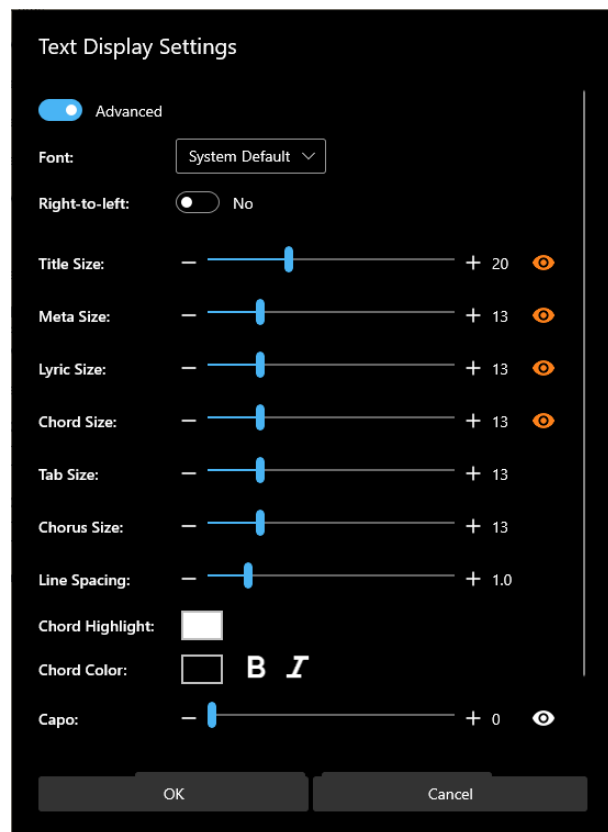 Text Display Settings
Advanced
Font: System Default
Right-to-left: No
Title Size: − + 20
Meta Size: − + 13
Lyric Size: − + 13
Chord Size: − + 13
Tab Size: − + 13
Chorus Size: − + 13
Line Spacing: − + 1.0
Chord Highlight:
Chord Color: B I
Capo: − + 0
OK Cancel